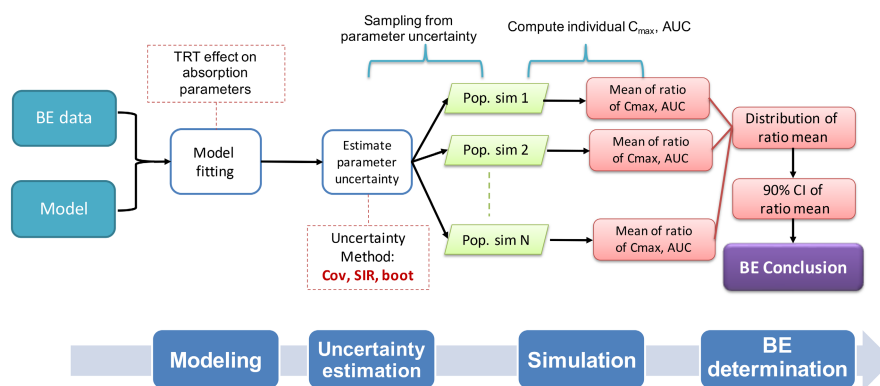 Sampling from
parameter uncertainty
Compute individual Cmax, AUC
TRT effect on
absorption
parameters
BE data
Model
Model
fitting
Estimate
parameter
uncertainty
Uncertainty
Method:
Cov, SIR, boot
Pop. sim 1
Pop. sim 2
Pop. sim N
Mean of ratio
of Cmax, AUC
Mean of ratio
of Cmax, AUC
Mean of ratio
of Cmax, AUC
Distribution of
ratio mean
90% CI of
ratio mean
BE Conclusion
Modeling
Uncertainty
estimation
Simulation
BE
determination